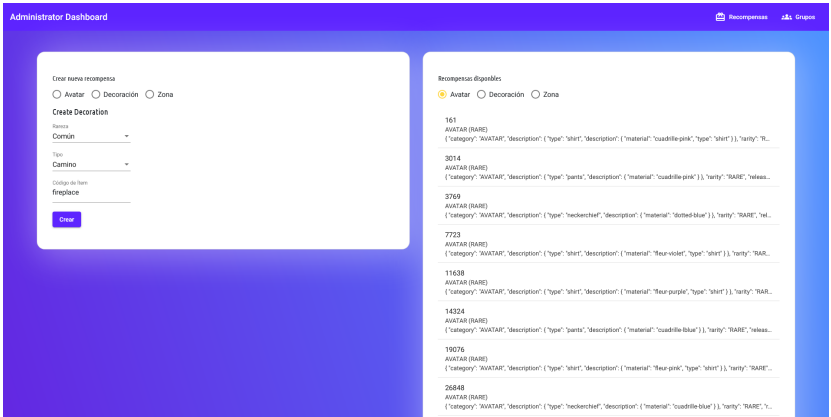 Administrator Dashboard
Recompensas
Grupos
Crear nueva recompensa
Avatar Decoración Zona
Create Decoration
Rareza
Común
Tipo
Camino
Código de Item
fireplace
Crear
Recompensas disponibles
Avatar Decoración Zona
161
AVATAR (RARE)
{ "category": "AVATAR", "description": { "type": "shirt", "description": { "material": "cuadrille-pink", "type": "shirt" } }, "rarity": "R...
3014
AVATAR (RARE)
{ "category": "AVATAR", "description": { "type": "pants", "description": { "material": "cuadrille-pink" } }, "rarity": "RARE", "releas...
3769
AVATAR (RARE)
{ "category": "AVATAR", "description": { "type": "neckerchief", "description": { "material": "dotted-blue" } }, "rarity": "RARE", "rel...
7723
AVATAR (RARE)
{ "category": "AVATAR", "description": { "type": "shirt", "description": { "material": "fleur-violet", "type": "shirt" } }, "rarity": "RAR...
11638
AVATAR (RARE)
{ "category": "AVATAR", "description": { "type": "shirt", "description": { "material": "fleur-purple", "type": "shirt" } }, "rarity": "RAR...
14324
AVATAR (RARE)
{ "category": "AVATAR", "description": { "type": "pants", "description": { "material": "cuadrille-lblue" } }, "rarity": "RARE", "releas...
19076
AVATAR (RARE)
{ "category": "AVATAR", "description": { "type": "shirt", "description": { "material": "fleur-pink", "type": "shirt" } }, "rarity": "RARE"...
26848
AVATAR (RARE)
{ "category": "AVATAR", "description": { "type": "neckerchief", "description": { "material": "cuadrille-blue" } }, "rarity": "RARE", "r...